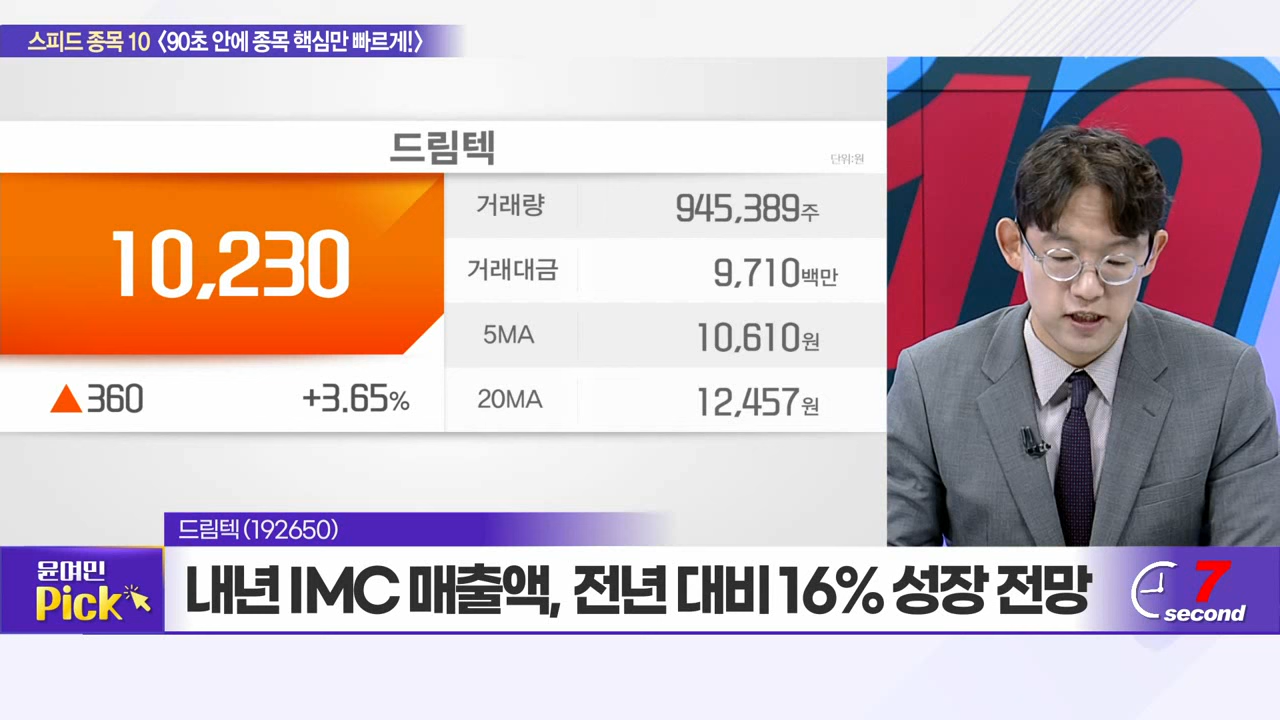 스피드 종목 10 〈90초 안에 종목 핵심만 빠르게!〉
드림텍
단위:원
10,230
▲360 +3.65%
거래량 945,389주
거래대금 9,710백만
5MA 10,610원
20MA 12,457원
10
드림텍(192650)
윤여민
Pick
내년 IMC 매출액, 전년 대비 16% 성장 전망
7
second